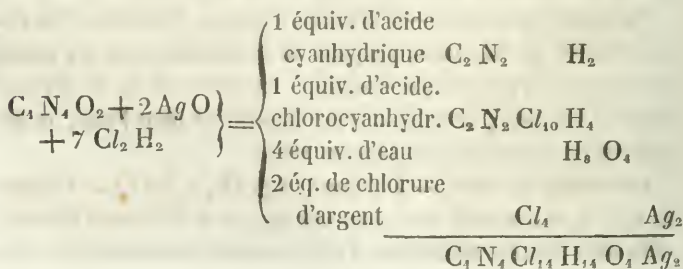 1 équiv. d'acide
cyanhydrique C₂ N₂ H₂
1 équiv. d'acide.
C₄ N₄ O₂ + 2 AgO } = { chlorocyanhydr. C₂ N₂ Cl₁₀ H₄
+ 7 Cl₂ H₂
4 équiv. d'eau H₈ O₄
2 éq. de chlorure
d'argent Cl₄ Ag₂
C₄ N₄ Cl₁₄ H₁₄ O₄ Ag₂